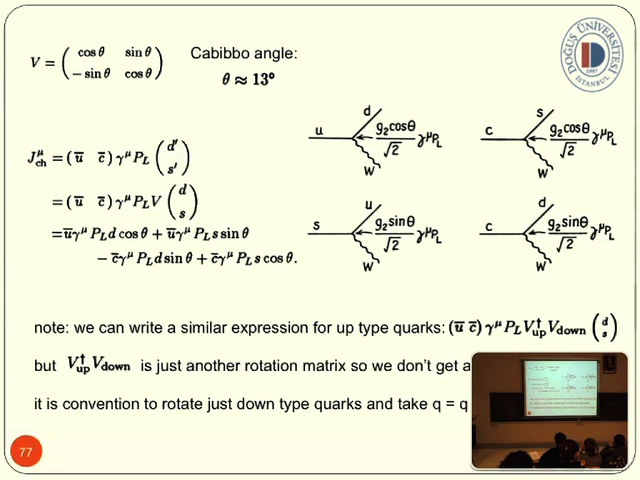 V = ( cos θ sin θ
− sin θ cos θ )
Cabibbo angle:
θ ≈ 13°
DOĞUŞ ÜNİVERSİTESİ
1997
J^μ_ch = ( u̅ c̅ ) γ^μ P_L ( d′ s′ )
= ( u̅ c̅ ) γ^μ P_L V ( d s )
= u̅γ^μ P_L d cos θ + u̅γ^μ P_L s sin θ
− c̅γ^μ P_L d sin θ + c̅γ^μ P_L s cos θ.
u d W g₂cosθ/√2 γ^μ P_L
c s W g₂cosθ/√2 γ^μ P_L
s u W g₂sinθ/√2 γ^μ P_L
c d W g₂sinθ/√2 γ^μ P_L
note: we can write a similar expression for up type quarks: ( u̅ c̅ ) γ^μ P_L V†_up V_down ( d s )
but V†_up V_down is just another rotation matrix so we don't get a
it is convention to rotate just down type quarks and take q = q
77